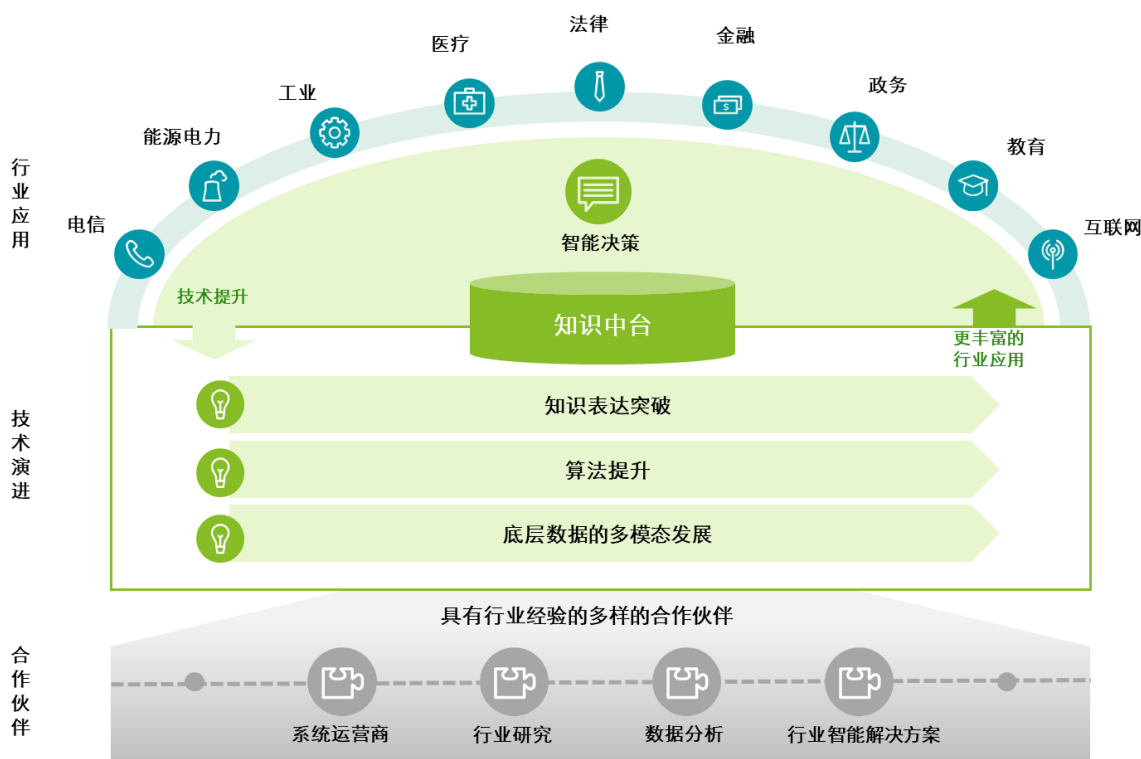 法律
金融
医疗
政务
工业
能源电力
教育
行业应用
电信
互联网
智能决策
技术提升
知识中台
更丰富的
行业应用
技术演进
知识表达突破
算法提升
底层数据的多模态发展
具有行业经验的多样的合作伙伴
合作伙伴
系统运营商
行业研究
数据分析
行业智能解决方案